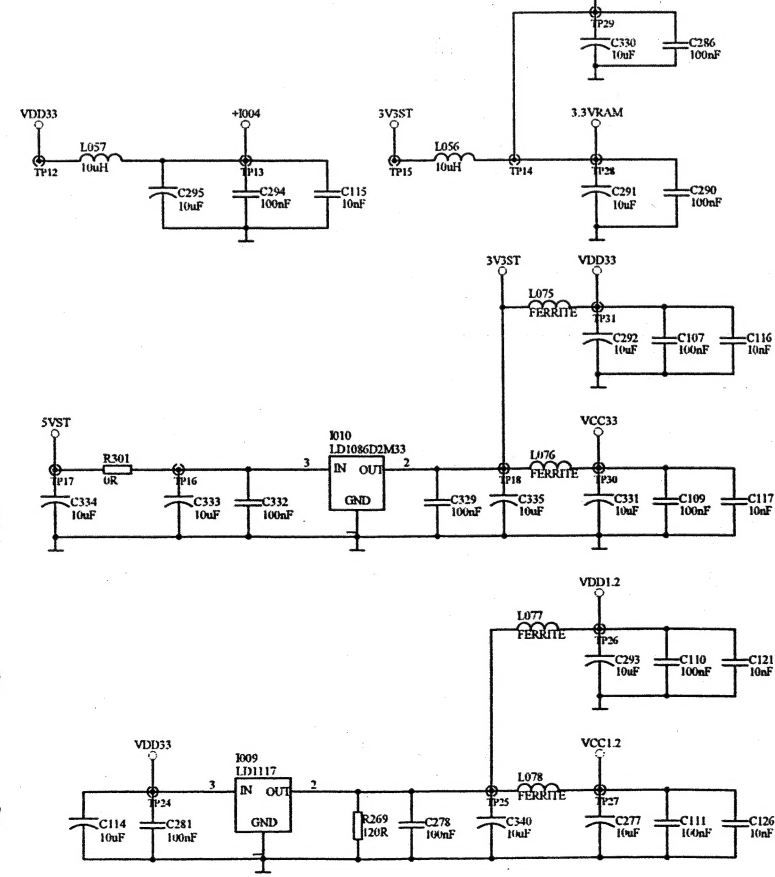 TP29
C330
10uF
C286
100nF
VDD33
+I004
3V3ST
3.3VRAM
L057
10uH
TP12
TP13
C295
10uF
C294
100nF
C115
10nF
L056
10uH
TP15
TP14
TP28
C291
10uF
C290
100nF
3V3ST
VDD33
L075
FERRITE
TP31
C292
10uF
C107
100nF
C116
10nF
5VST
R301
0R
TP17
TP16
C334
10uF
C333
10uF
C332
100nF
I010
LD1086D2M33
3
IN
OUT
2
GND
1
C329
100nF
TP18
C335
10uF
L076
FERRITE
VCC33
TP30
C331
10uF
C109
100nF
C117
10nF
VDD1.2
L077
FERRITE
TP26
C293
10uF
C110
100nF
C121
10nF
VDD33
TP24
C114
10uF
C281
100nF
I009
LD1117
3
IN
OUT
2
GND
1
R269
120R
C278
100nF
TP25
C340
10uF
L078
FERRITE
VCC1.2
TP27
C277
10uF
C111
100nF
C126
10nF